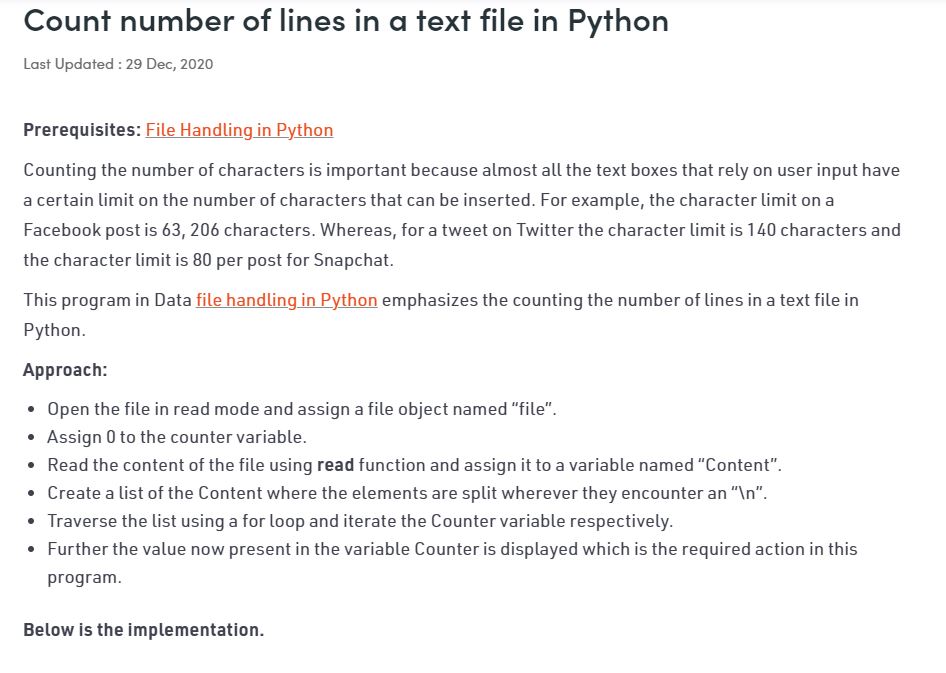 Count number of lines in a text file in Python
Last Updated : 29 Dec, 2020
Prerequisites: File Handling in Python
Counting the number of characters is important because almost all the text boxes that rely on user input have
a certain limit on the number of characters that can be inserted. For example, the character limit on a
Facebook post is 63, 206 characters. Whereas, for a tweet on Twitter the character limit is 140 characters and
the character limit is 80 per post for Snapchat.
This program in Data file handling in Python emphasizes the counting the number of lines in a text file in
Python.
Approach:
• Open the file in read mode and assign a file object named “file”.
• Assign 0 to the counter variable.
• Read the content of the file using read function and assign it to a variable named “Content”.
• Create a list of the Content where the elements are split wherever they encounter an “\n”.
• Traverse the list using a for loop and iterate the Counter variable respectively.
• Further the value now present in the variable Counter is displayed which is the required action in this
program.
Below is the implementation.